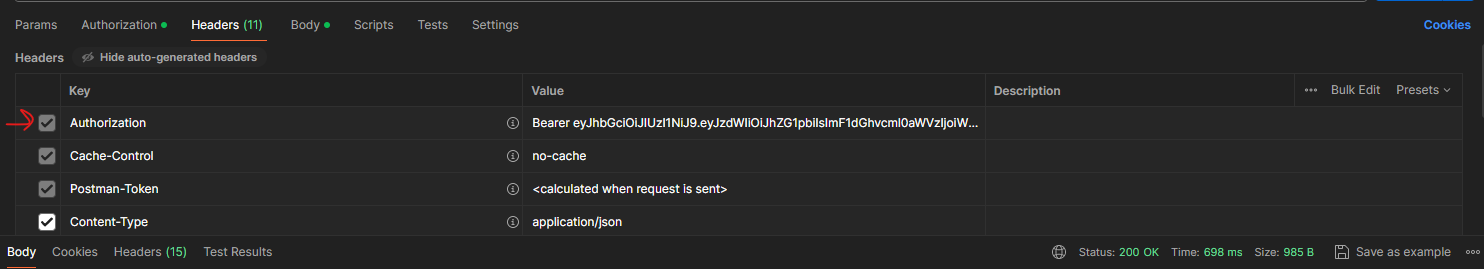 Params Authorization Headers (11) Body Scripts Tests Settings Cookies
Headers Hide auto-generated headers
Key Value Description ••• Bulk Edit Presets
Authorization Bearer eyJhbGciOiJIUzI1NiJ9.eyJzdWIiOiJhZG1pbiIsImF1dGhvcml0aWVzIjoiW...
Cache-Control no-cache
Postman-Token <calculated when request is sent>
Content-Type application/json
Body Cookies Headers (15) Test Results Status: 200 OK Time: 698 ms Size: 985 B Save as example •••